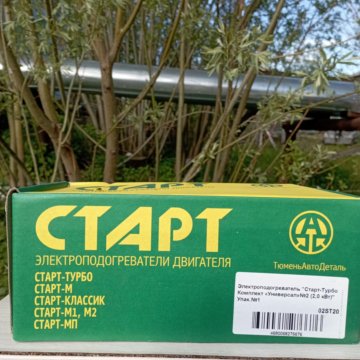 СТАРТ
ЭЛЕКТРОПОДОГРЕВАТЕЛИ ДВИГАТЕЛЯ
СТАРТ-ТУРБО
СТАРТ-М
СТАРТ-КЛАССИК
СТАРТ-М1, М2
СТАРТ-МП
ТюменьАвтоДеталь
Электроподогреватель "Старт-Турбо
Комплект «Универсал»№2 (2,0 кВт)"
Упак.№1
02ST20